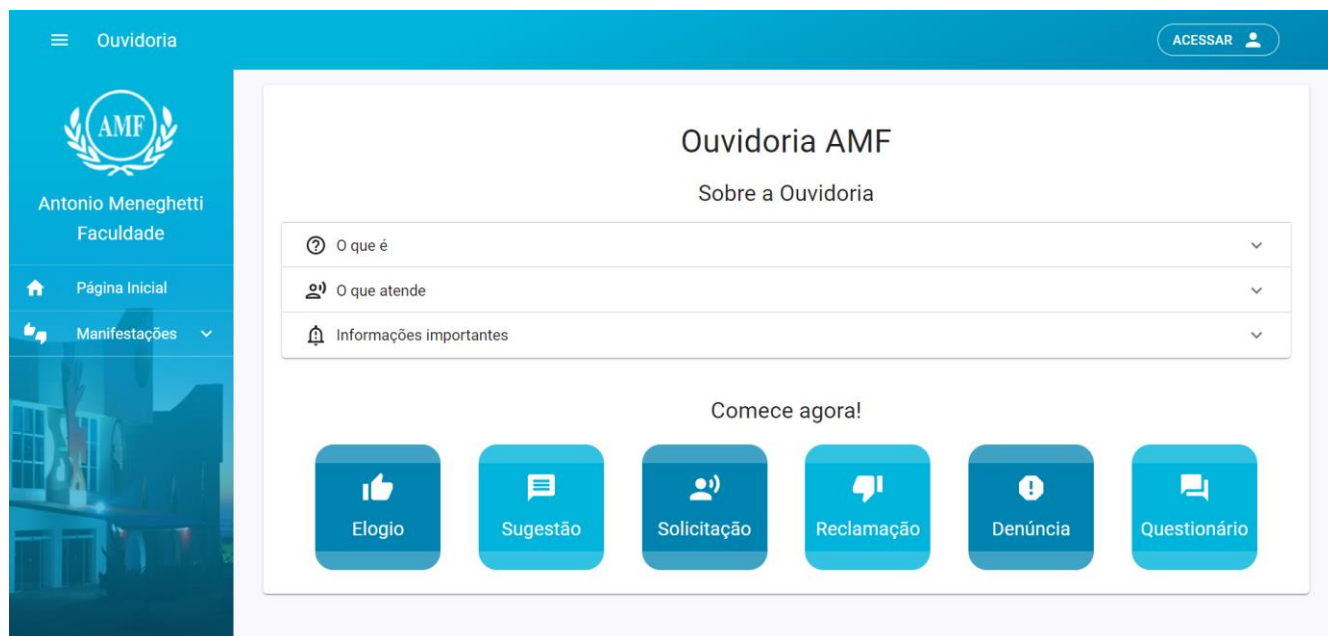 Ouvidoria
ACESSAR
AMF
Antonio Meneghetti
Faculdade
Página Inicial
Manifestações
Ouvidoria AMF
Sobre a Ouvidoria
O que é
O que atende
Informações importantes
Comece agora!
Elogio
Sugestão
Solicitação
Reclamação
Denúncia
Questionário